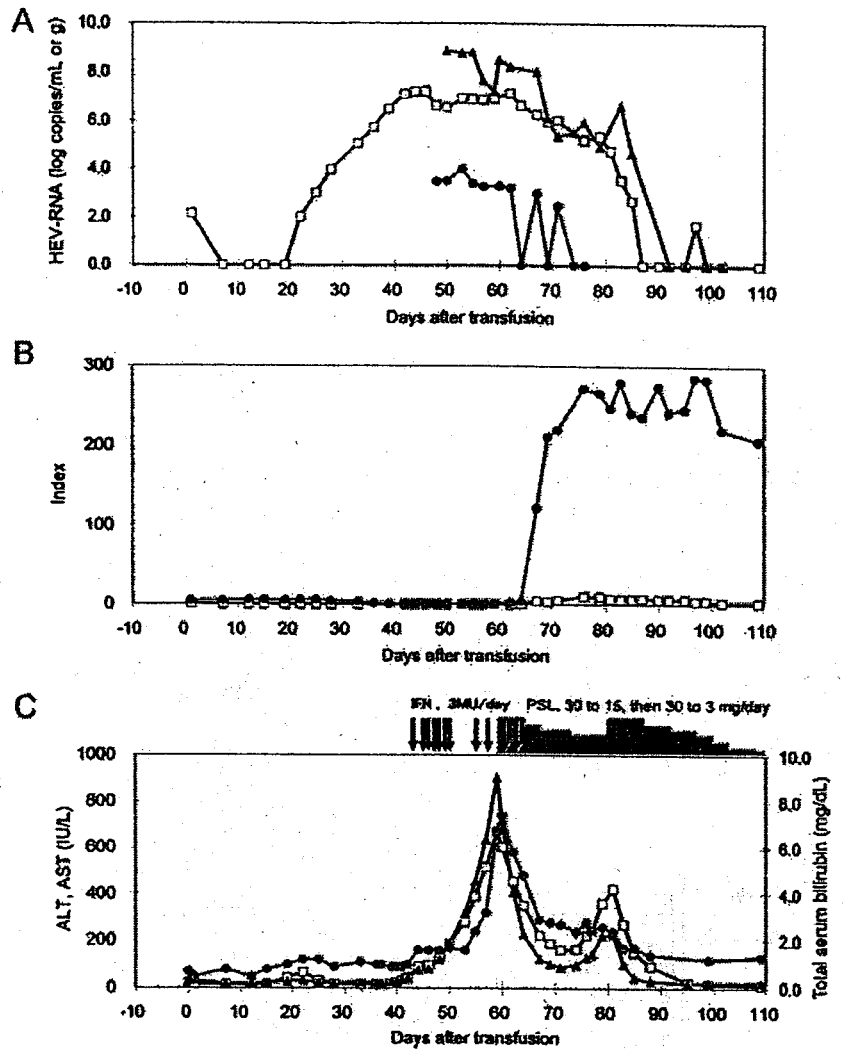 A
HEV-RNA (log copies/mL or g)
10.0
8.0
6.0
4.0
2.0
0.0
-10 0 10 20 30 40 50 60 70 80 90 100 110
Days after transfusion
B
Index
300
200
100
0
-10 0 10 20 30 40 50 60 70 80 90 100 110
Days after transfusion
C
IFN, 3MU/day PSL, 30 to 15, then 30 to 3 mg/day
ALT, AST (IU/L)
1000
800
600
400
200
0
10.0
8.0
6.0
4.0
2.0
0.0
Total serum bilirubin (mg/dL)
-10 0 10 20 30 40 50 60 70 80 90 100 110
Days after transfusion